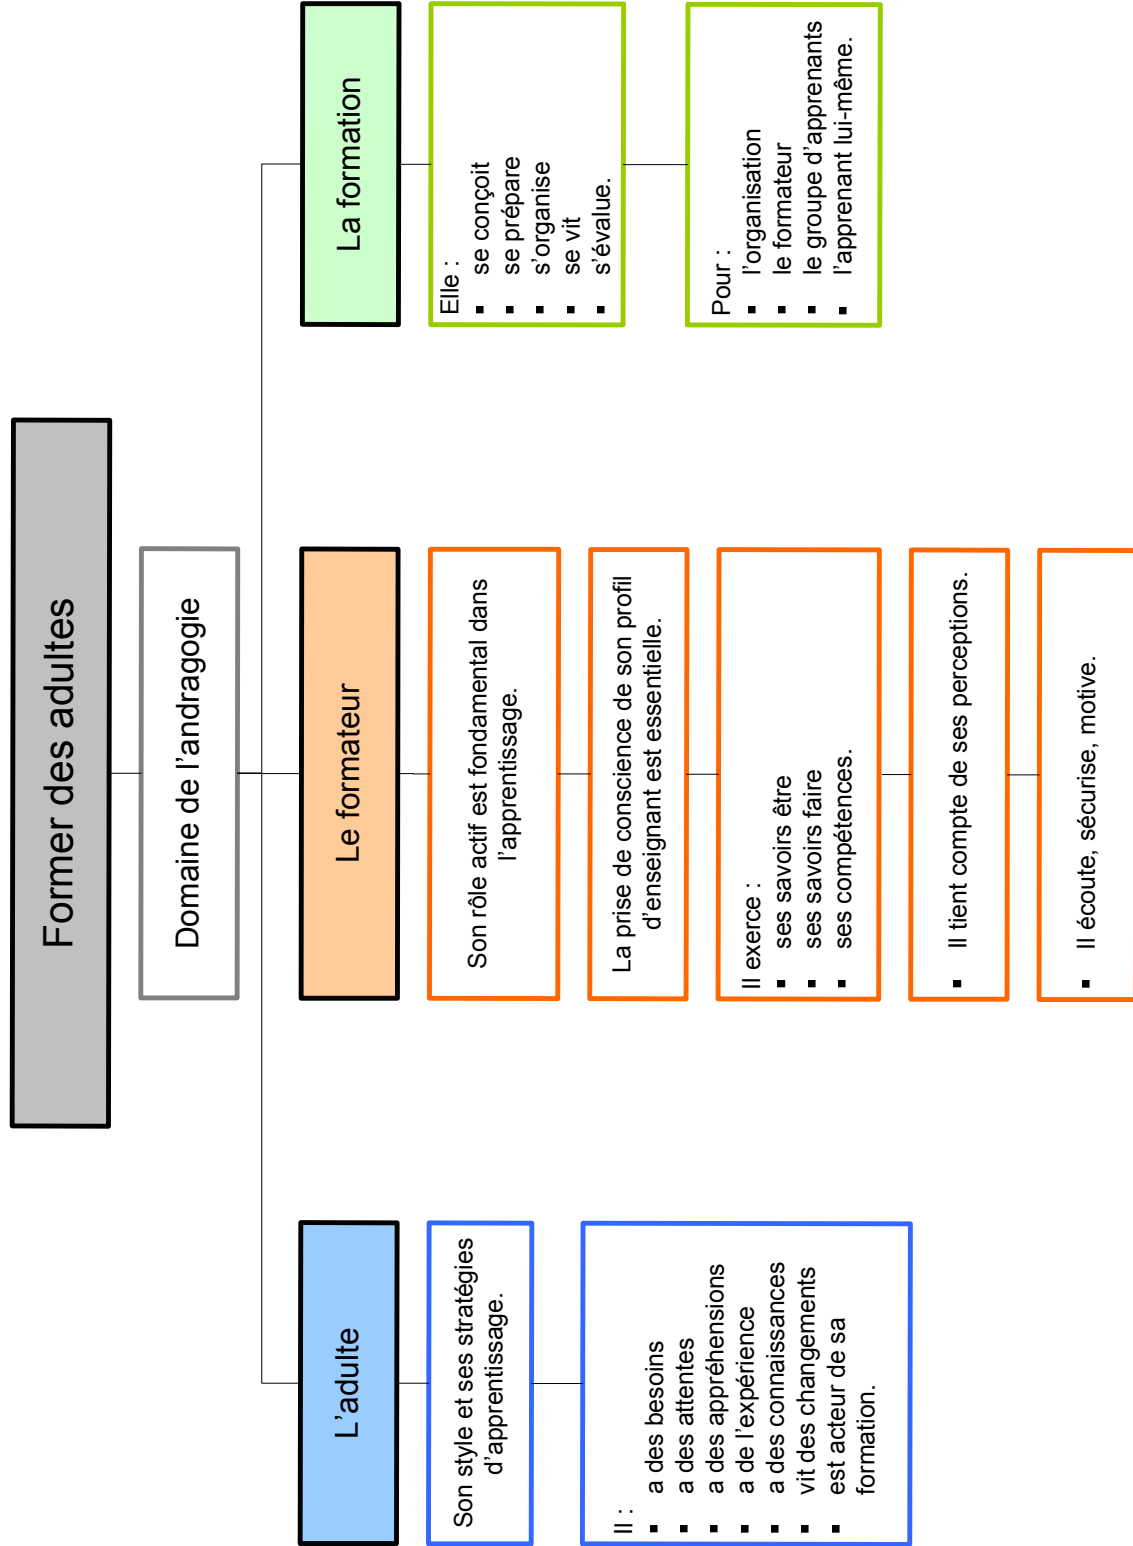 Former des adultes
Domaine de l'andragogie
L'adulte
Son style et ses stratégies
d'apprentissage.
Il :
▪ a des besoins
▪ a des attentes
▪ a des appréhensions
▪ a de l'expérience
▪ a des connaissances
▪ vit des changements
▪ est acteur de sa
formation.
Le formateur
Son rôle actif est fondamental dans
l'apprentissage.
La prise de conscience de son profil
d'enseignant est essentielle.
Il exerce :
▪ ses savoirs être
▪ ses savoirs faire
▪ ses compétences.
▪ Il tient compte de ses perceptions.
▪ Il écoute, sécurise, motive.
La formation
Elle :
▪ se conçoit
▪ se prépare
▪ s'organise
▪ se vit
▪ s'évalue.
Pour :
▪ l'organisation
▪ le formateur
▪ le groupe d'apprenants
▪ l'apprenant lui-même.